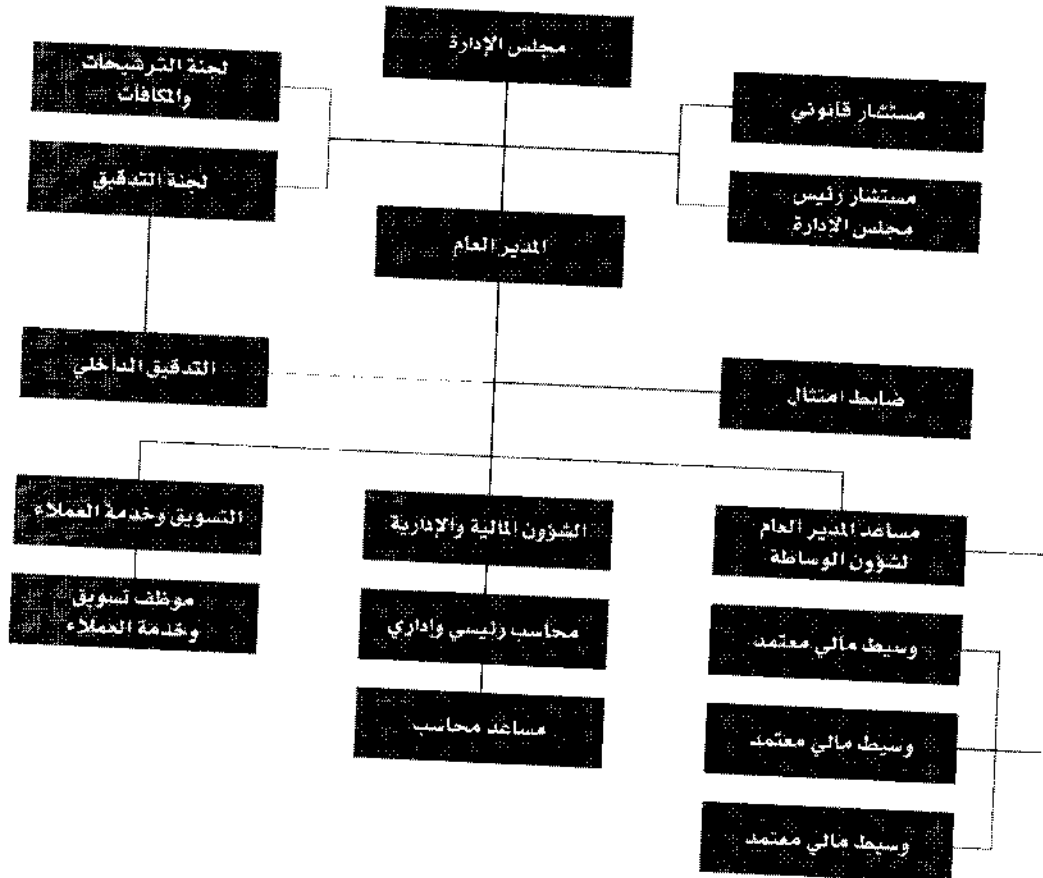 مجلس الإدارة
لجنة الترشيحات
والمكافات
مستشار قانوني
لجنة التدقيق
مستشار رئيس
مجلس الإدارة
المدير العام
التدقيق الداخلي
ضابط امتثال
التسويق وخدمة العملاء
الشؤون المالية والإدارية
مساعد المدير العام
لشؤون الوساطة
موظف تسويق
وخدمة العملاء
محاسب رئيسي واداري
وسيط مالي معتمد
مساعد محاسب
وسيط مالي معتمد
وسيط مالي معتمد